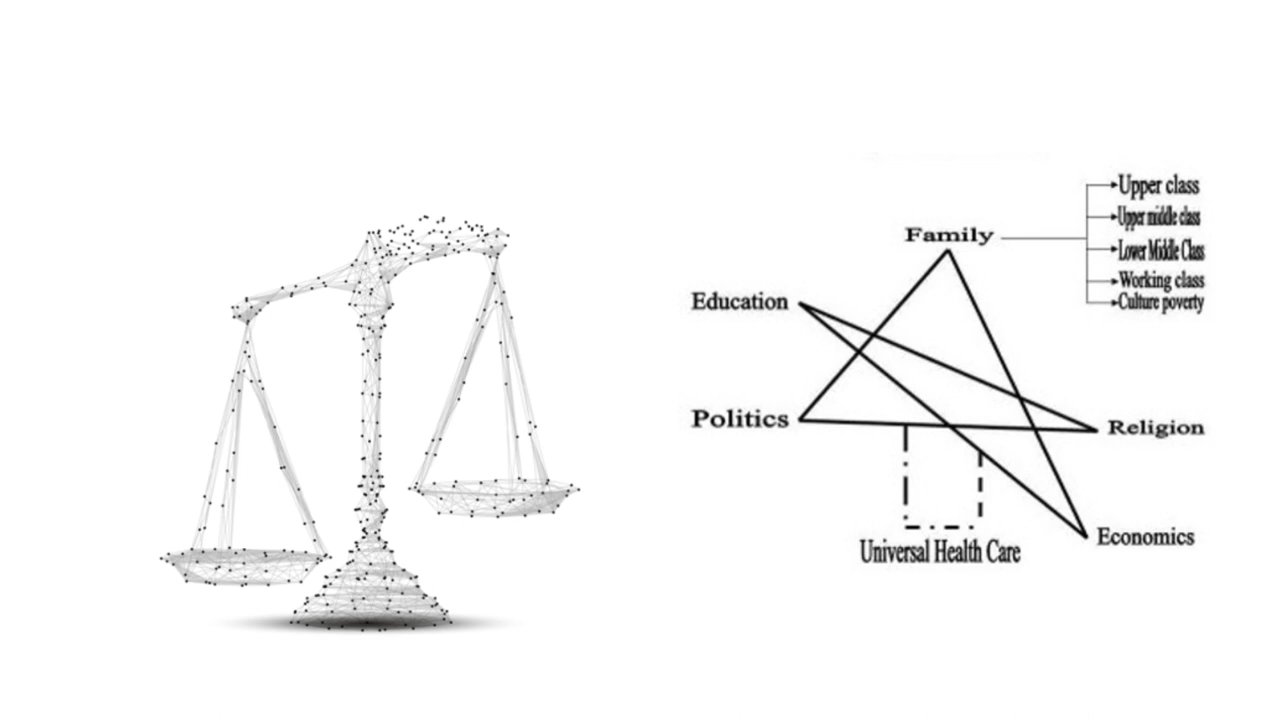 Upper class
Upper middle class
Family
Lower Middle Class
Working class
Education
Culture poverty
Politics
Religion
Economics
Universal Health Care